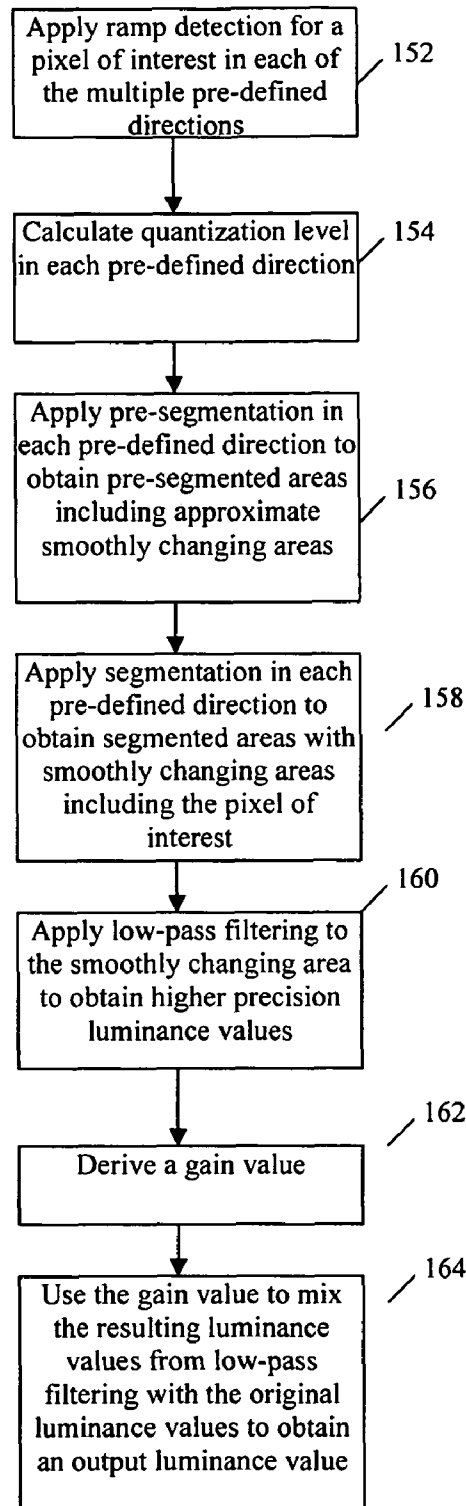 Apply ramp detection for
a pixel of interest in each of
the multiple pre-defined
directions
152
Calculate quantization level
in each pre-defined direction
154
Apply pre-segmentation in
each pre-defined direction to
obtain pre-segmented areas
including approximate
smoothly changing areas
156
Apply segmentation in each
pre-defined direction to
obtain segmented areas with
smoothly changing areas
including the pixel of
interest
158
160
Apply low-pass filtering to
the smoothly changing area
to obtain higher precision
luminance values
162
Derive a gain value
164
Use the gain value to mix
the resulting luminance
values from low-pass
filtering with the original
luminance values to obtain
an output luminance value